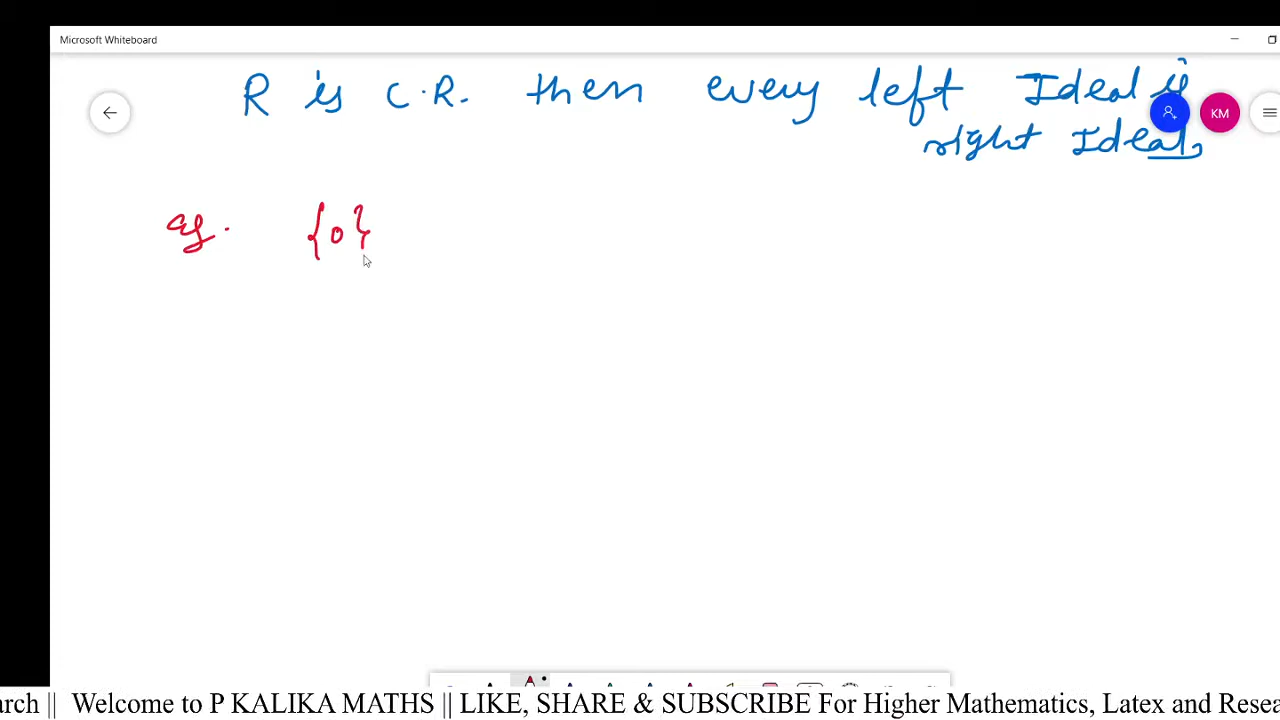 Microsoft Whiteboard
R is C.R. then every left Ideal is
right Ideal.
KM
eg. {0}
arch || Welcome to P KALIKA MATHS || LIKE, SHARE & SUBSCRIBE For Higher Mathematics, Latex and Resea